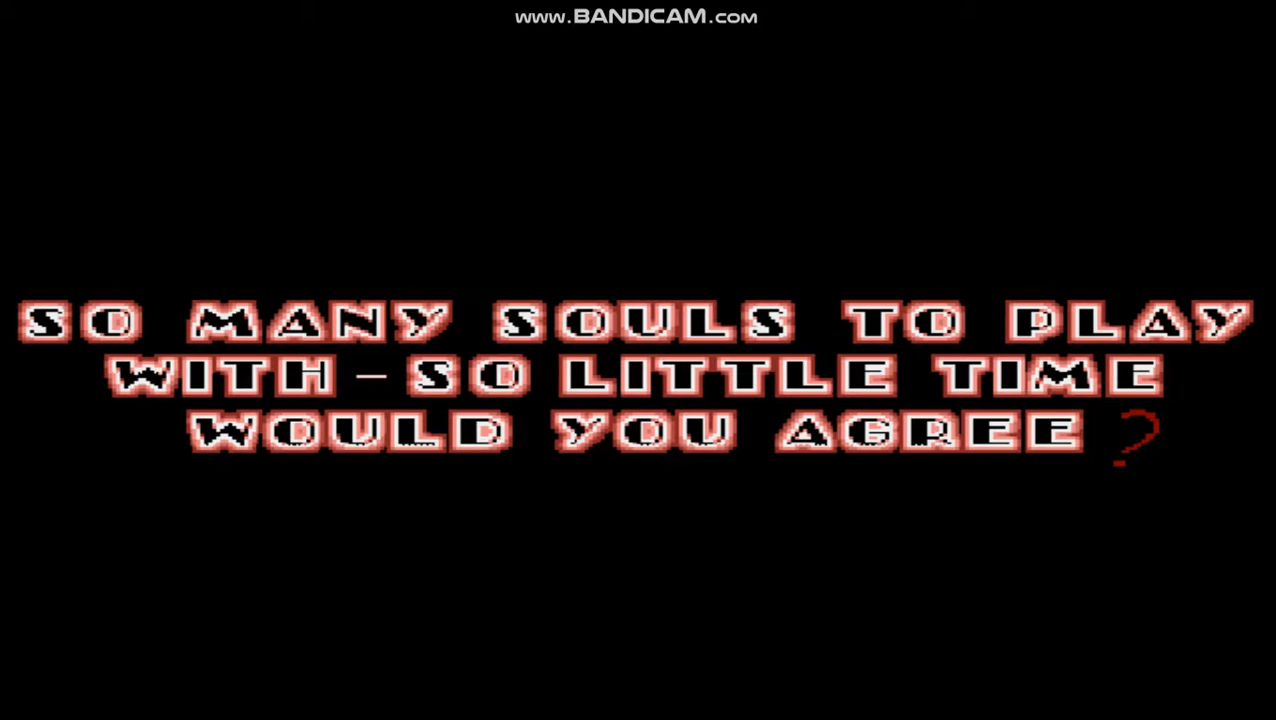 www.BANDICAM.com
SO MANY SOULS TO PLAY
WITH - SO LITTLE TIME
WOULD YOU AGREE ?